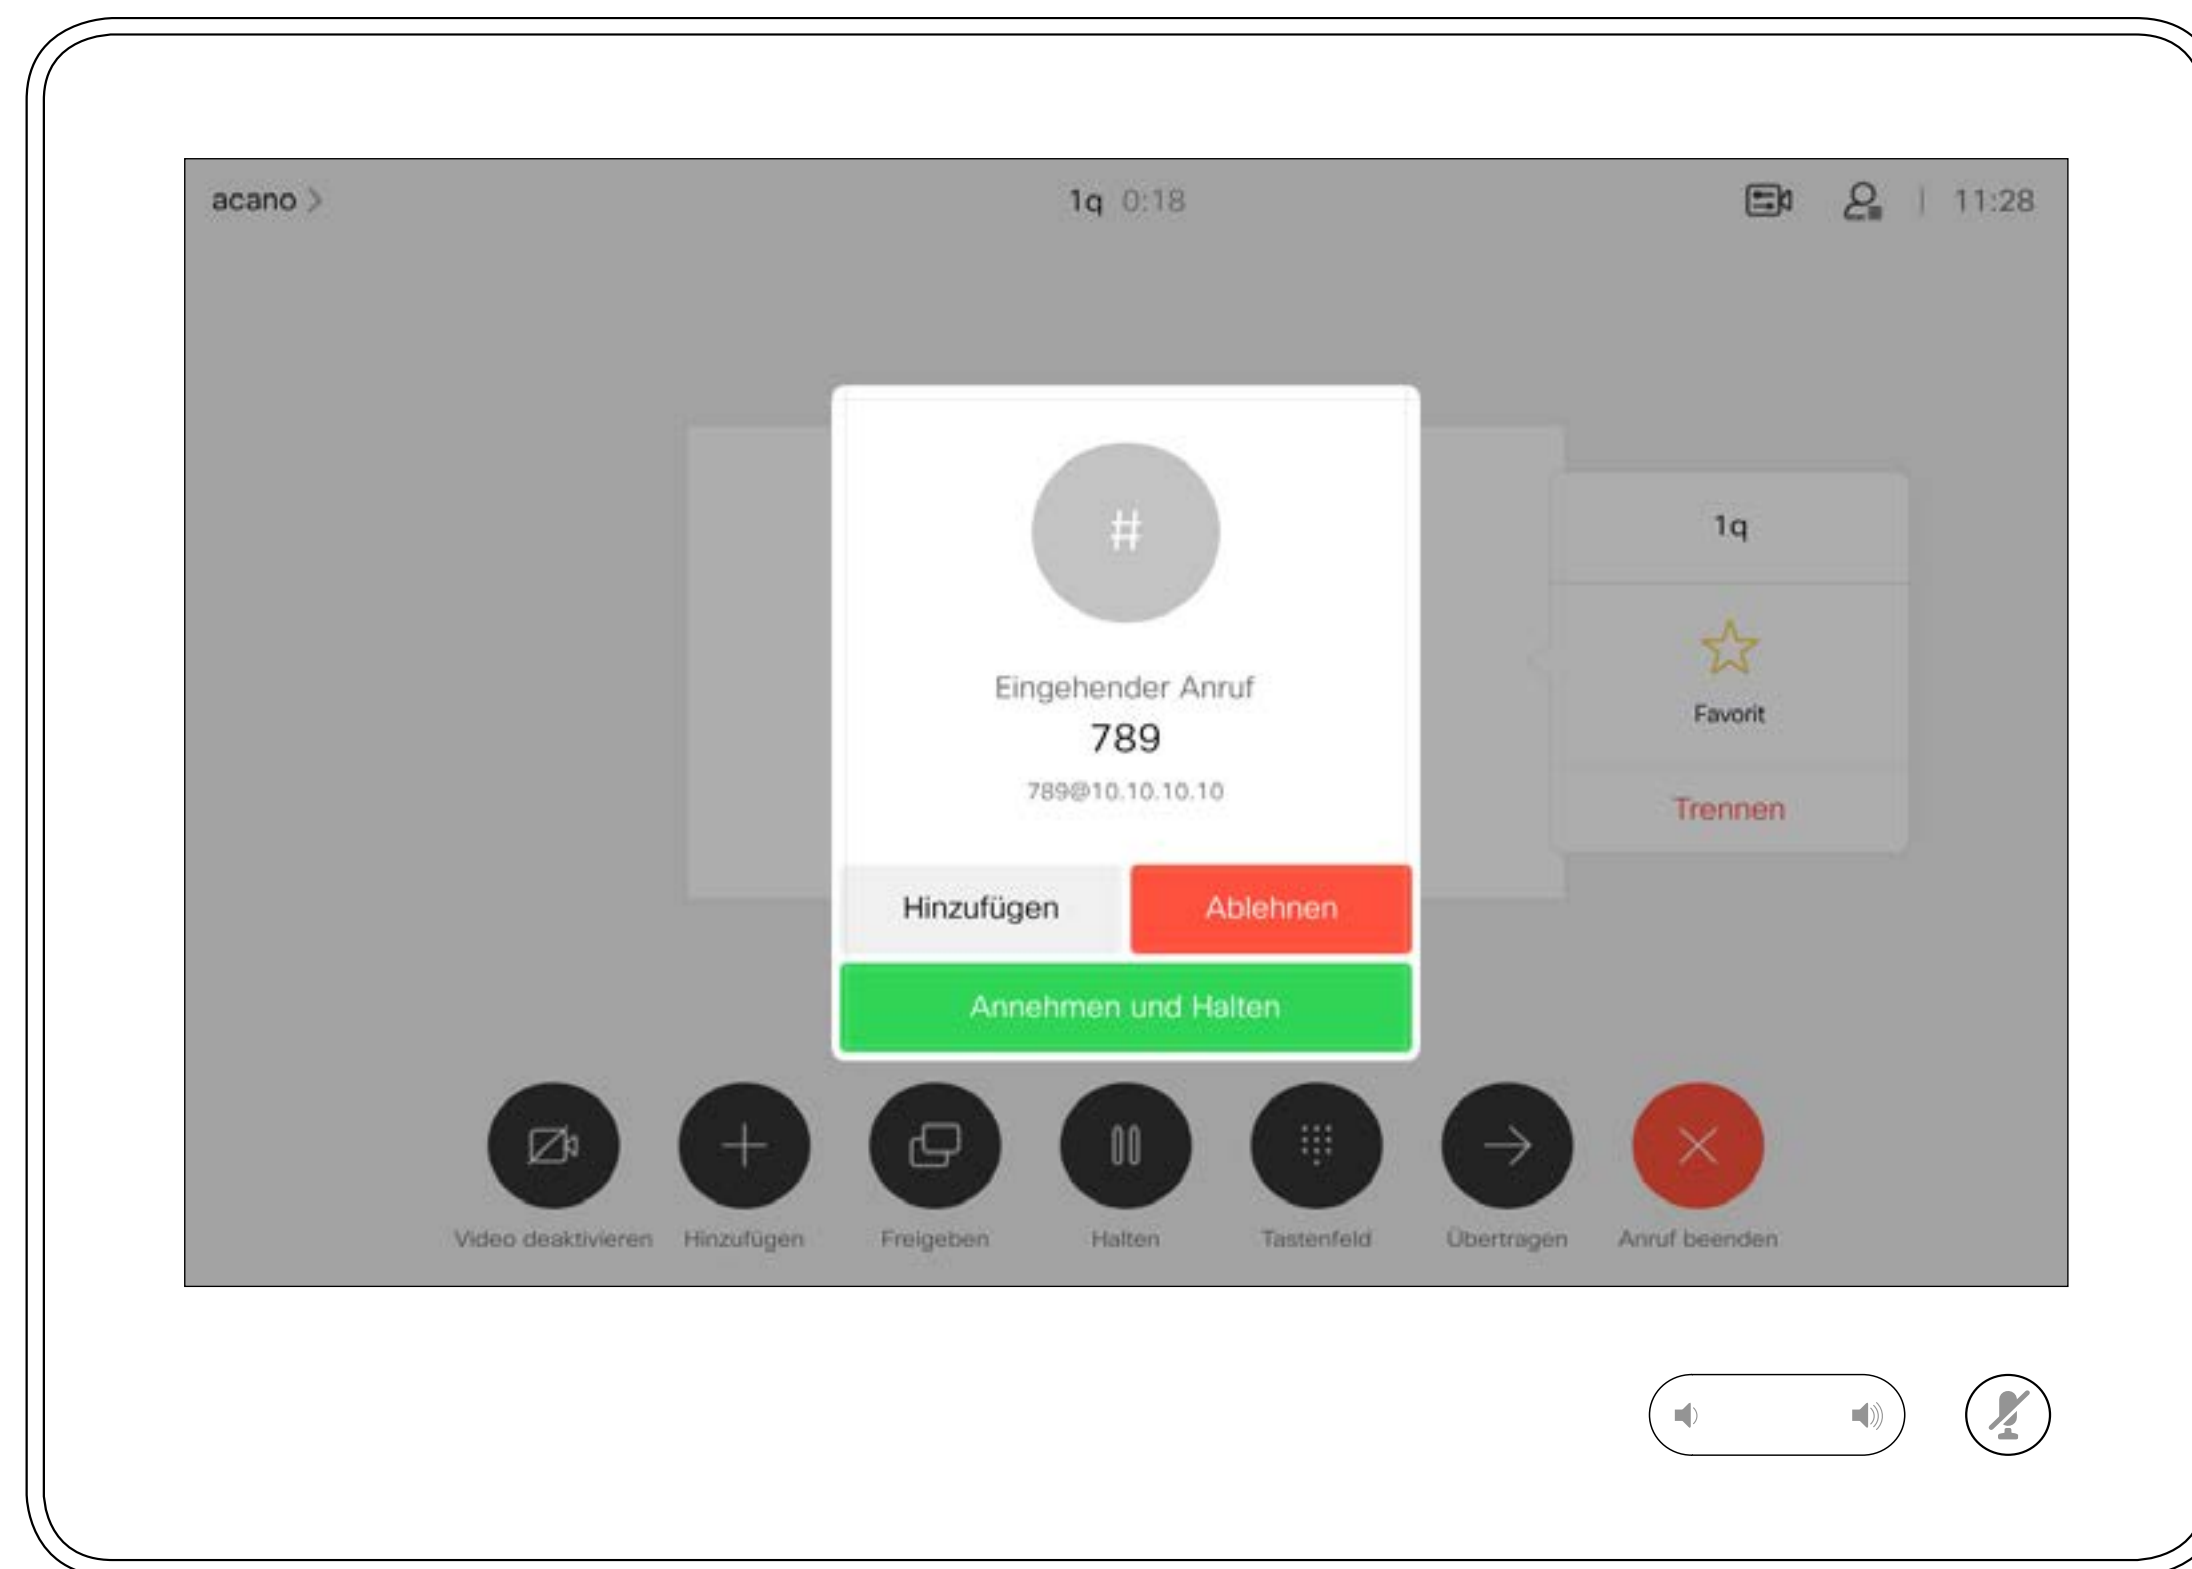 acano
1q 0:18
11:28
#
Eingehender Anruf
789
789@10.10.10.10
Hinzufügen
Ablehnen
Annehmen und Halten
1q
Favorit
Trennen
Video deaktivieren
Hinzufügen
Freigeben
Halten
Tastenfeld
Übertragen
Anruf beenden